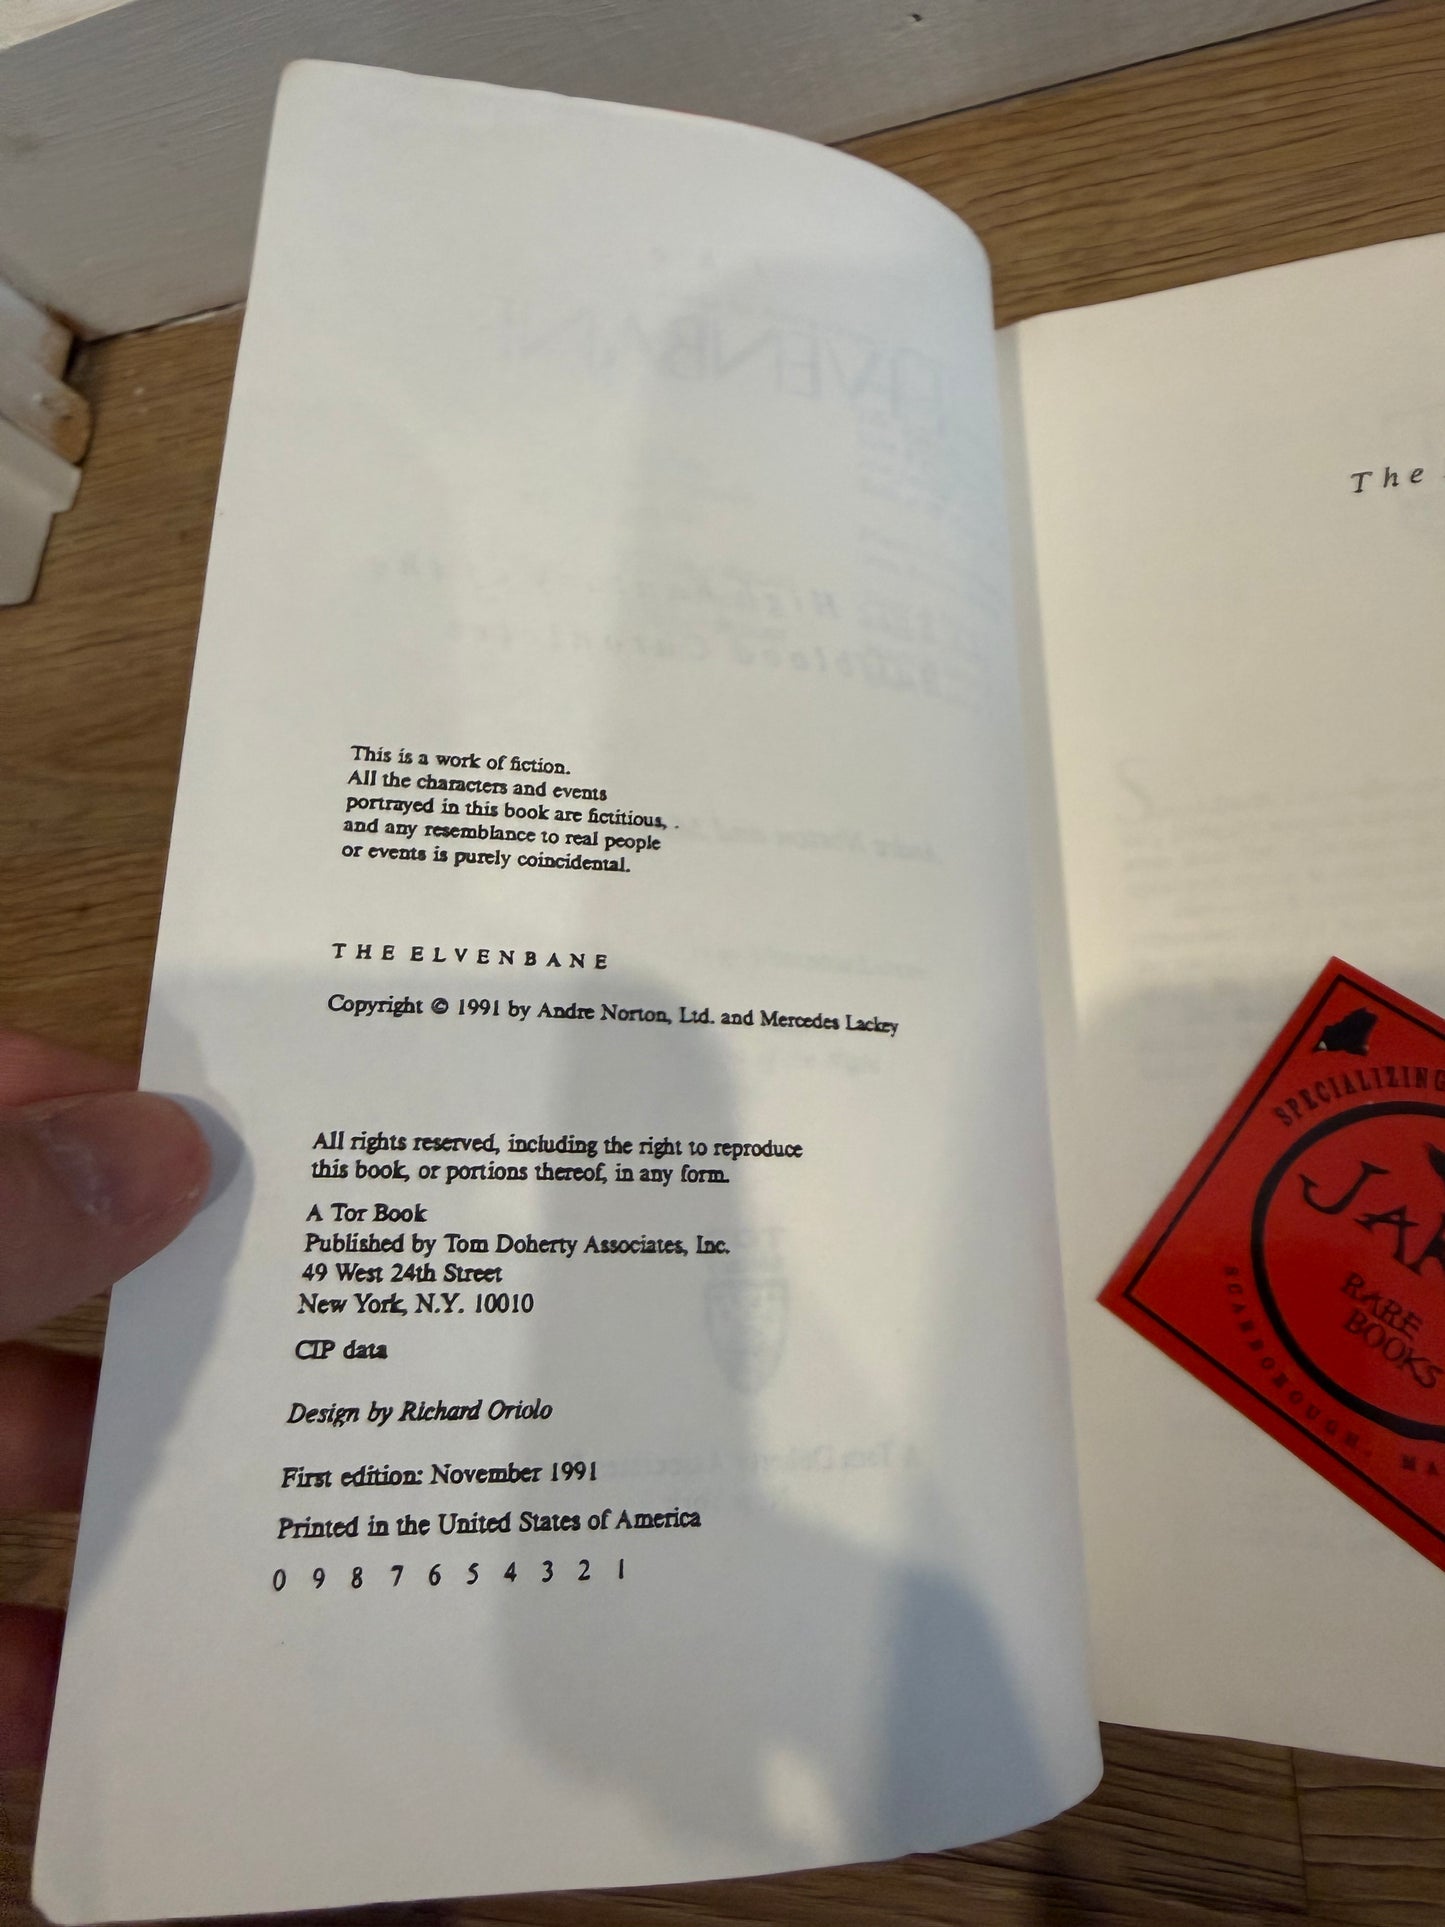 This is a work of fiction.
All the characters and events
portrayed in this book are fictitious,
and any resemblance to real people
or events is purely coincidental.
THE ELVENBANE
Copyright © 1991 by Andre Norton, Ltd. and Mercedes Lackey
All rights reserved, including the right to reproduce
this book, or portions thereof, in any form.
A Tor Book
Published by Tom Doherty Associates, Inc.
49 West 24th Street
New York, N.Y. 10010
CIP data
Design by Richard Oriolo
First edition: November 1991
Printed in the United States of America
0 9 8 7 6 5 4 3 2 1
The
SPECIALIZING
RARE
BOOKS
SCARBOROUGH,